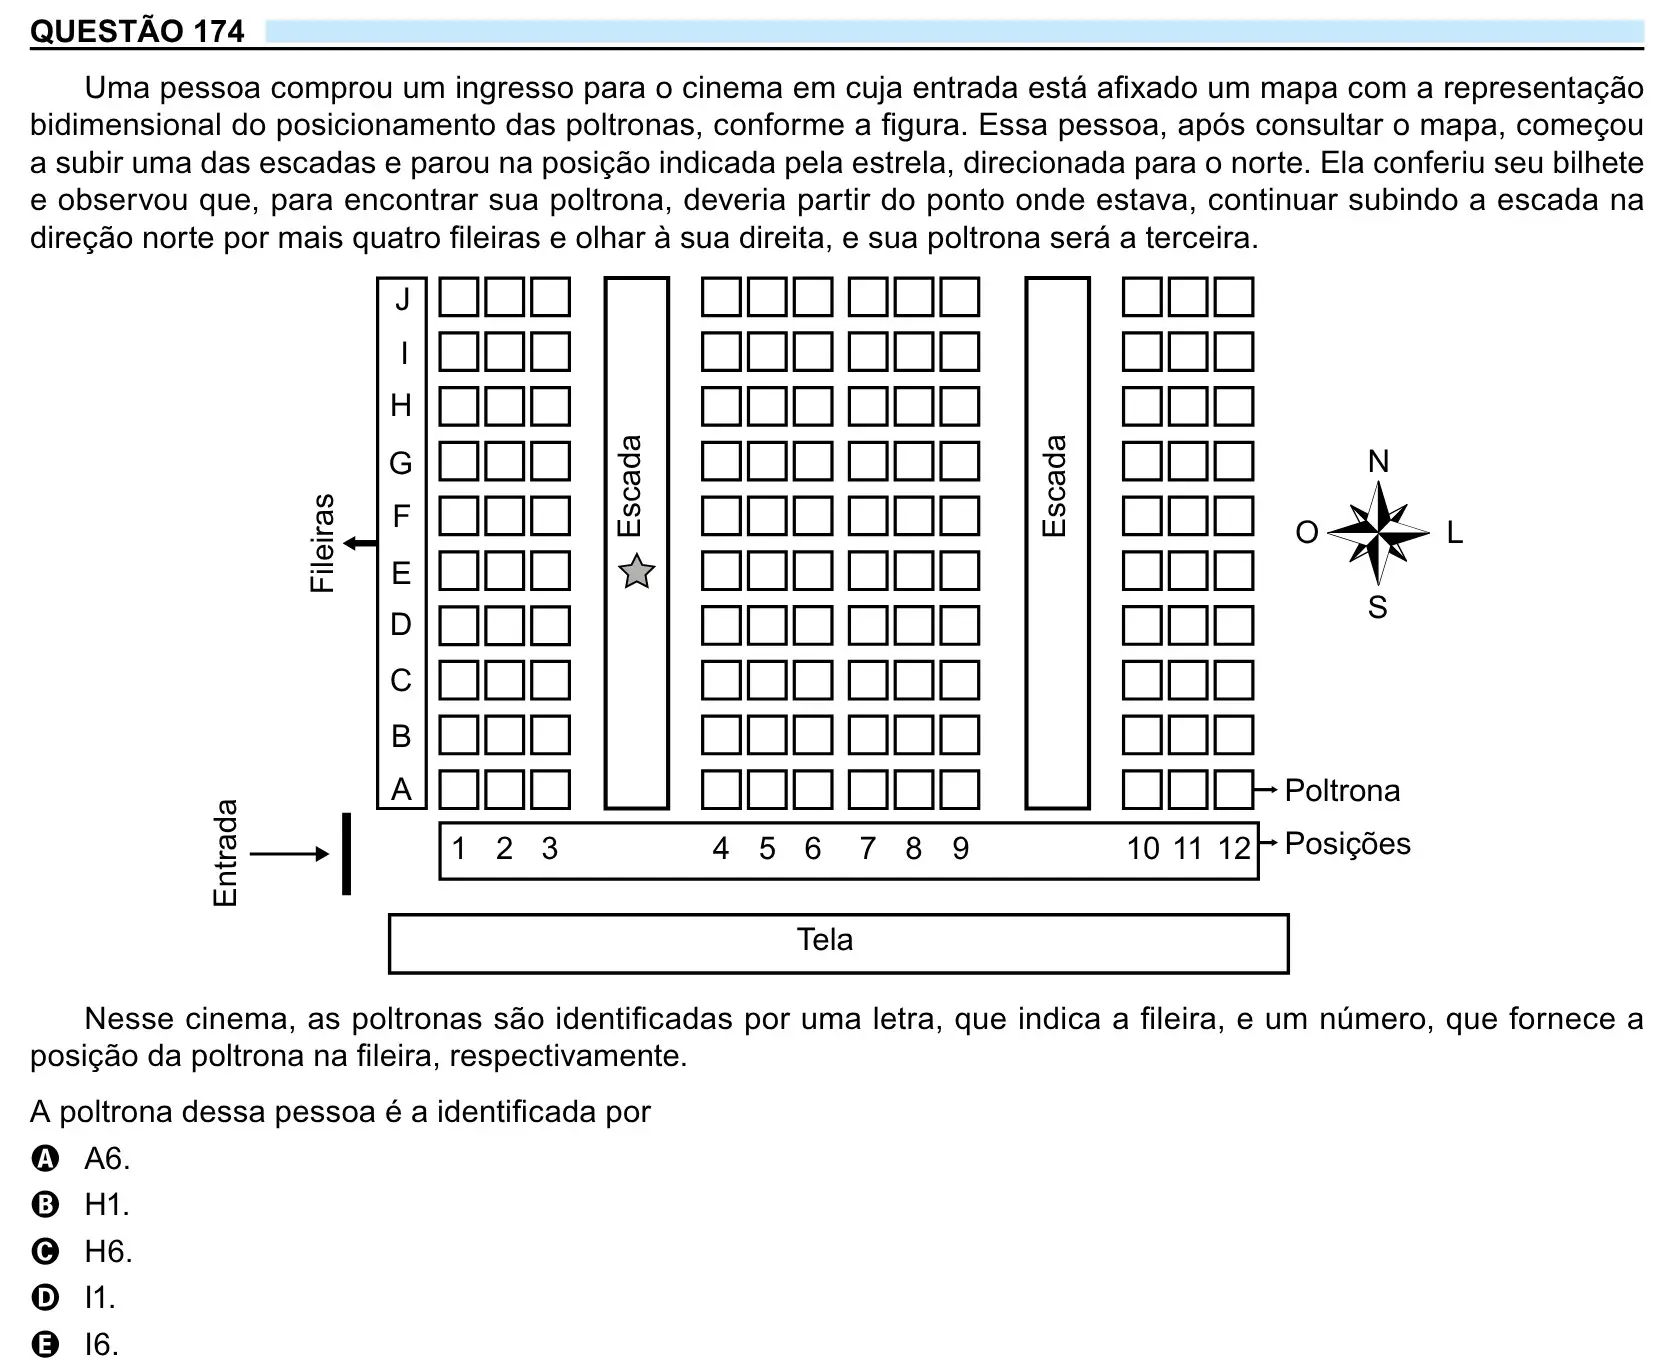 QUESTÃO 174
Uma pessoa comprou um ingresso para o cinema em cuja entrada está afixado um mapa com a representação
bidimensional do posicionamento das poltronas, conforme a figura. Essa pessoa, após consultar o mapa, começou
a subir uma das escadas e parou na posição indicada pela estrela, direcionada para o norte. Ela conferiu seu bilhete
e observou que, para encontrar sua poltrona, deveria partir do ponto onde estava, continuar subindo a escada na
direção norte por mais quatro fileiras e olhar à sua direita, e sua poltrona será a terceira.
J
I
H
G
F
E
D
C
B
A
Fileiras
Escada
Escada
N
O
L
S
Entrada
Poltrona
1 2 3 4 5 6 7 8 9 10 11 12
Posições
Tela
Nesse cinema, as poltronas são identificadas por uma letra, que indica a fileira, e um número, que fornece a
posição da poltrona na fileira, respectivamente.
A poltrona dessa pessoa é a identificada por
A A6.
B H1.
C H6.
D I1.
E I6.